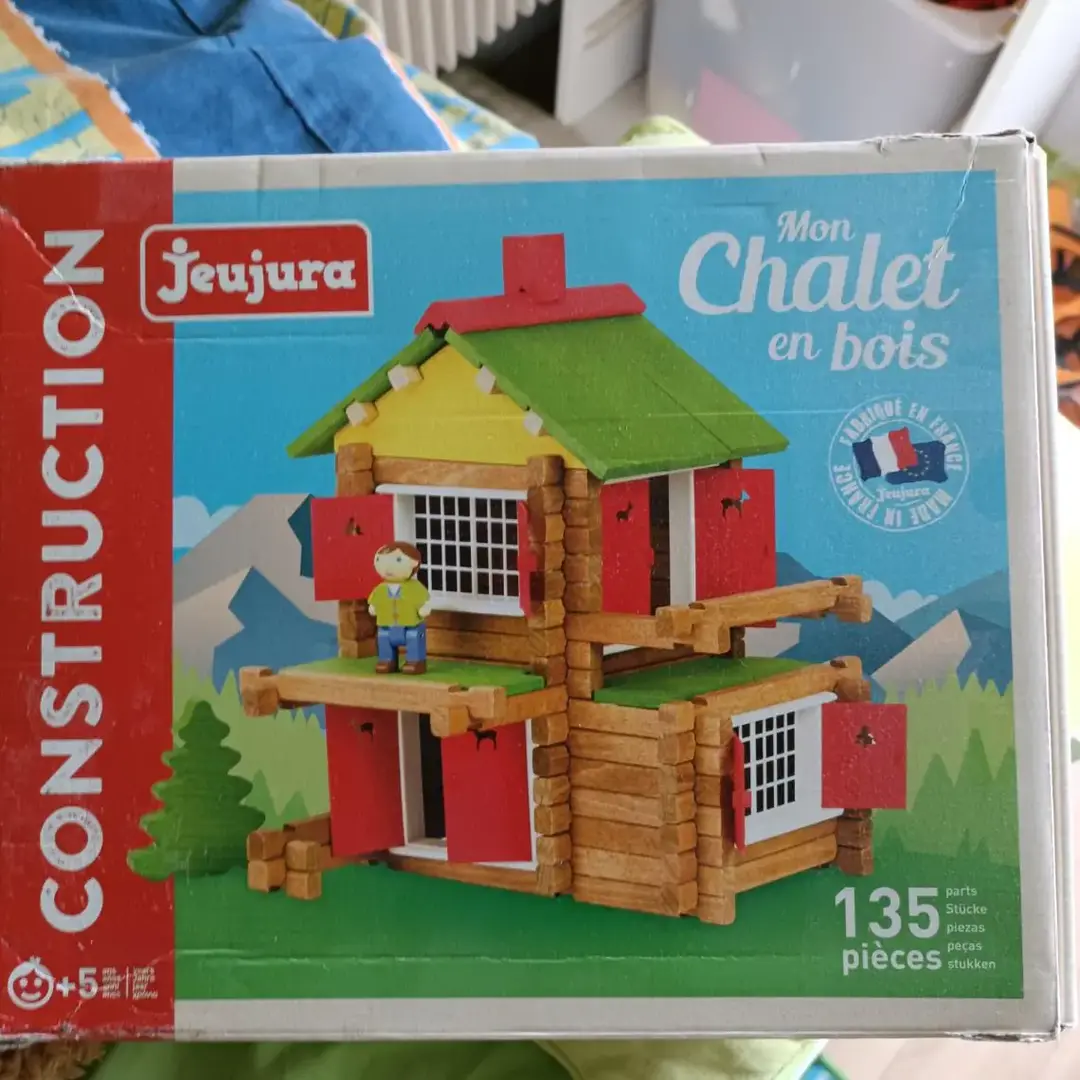 CONSTRUCTION
Jeujura
Mon
Chalet
en bois
FABRIQUÉ EN FRANCE
Jeujura
MADE IN FRANCE
135
pièces
parts
Stücke
piezas
peças
stukken
+5